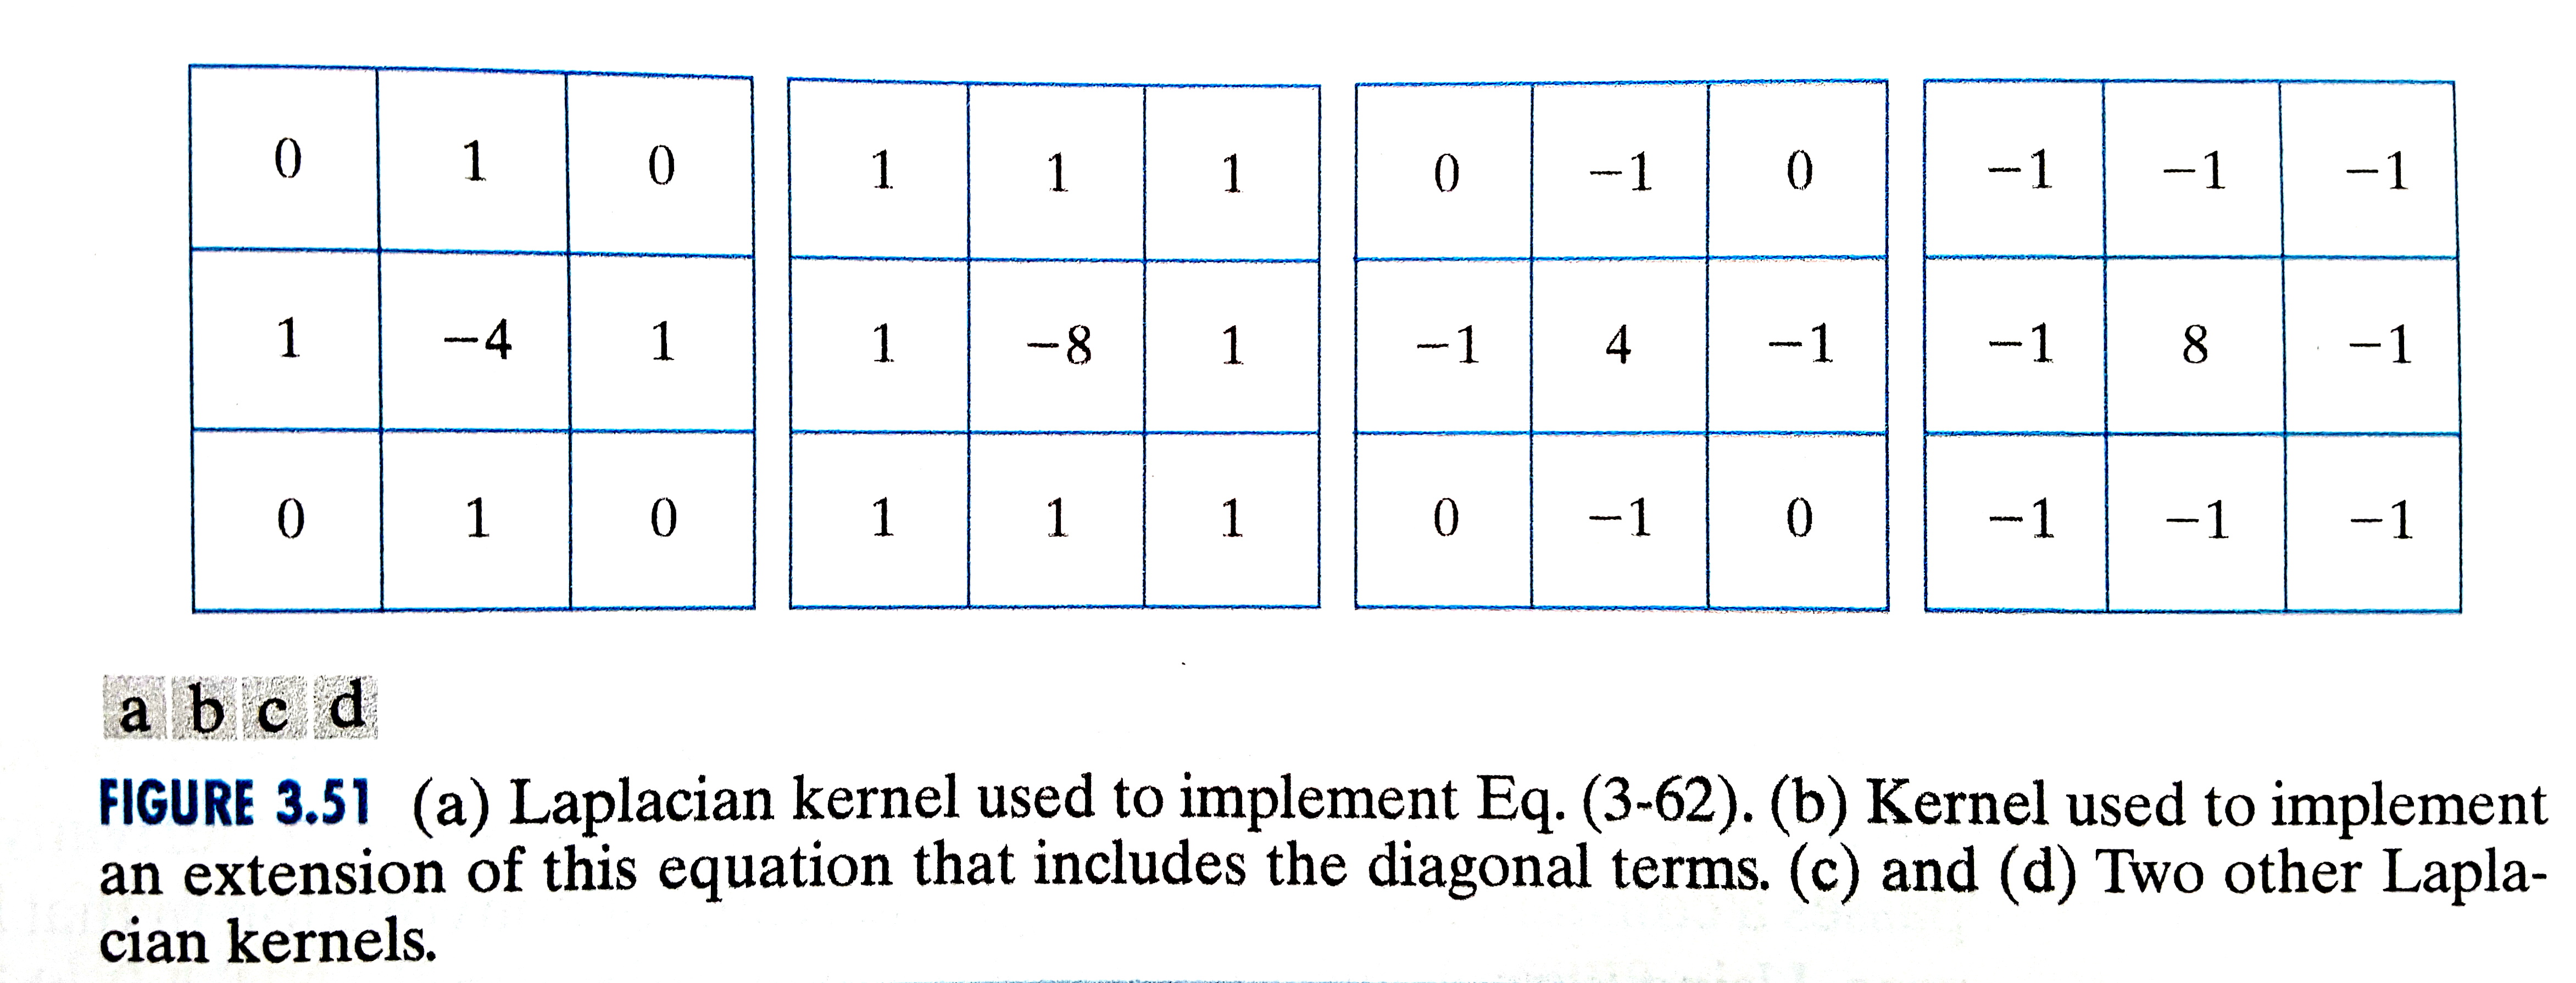 0 1 0 1 1 1 0 −1 0 −1 −1 −1
1 −4 1 1 −8 1 −1 4 −1 −1 8 −1
0 1 0 1 1 1 0 −1 0 −1 −1 −1
a b c d
FIGURE 3.51 (a) Laplacian kernel used to implement Eq. (3-62). (b) Kernel used to implement
an extension of this equation that includes the diagonal terms. (c) and (d) Two other Lapla-
cian kernels.